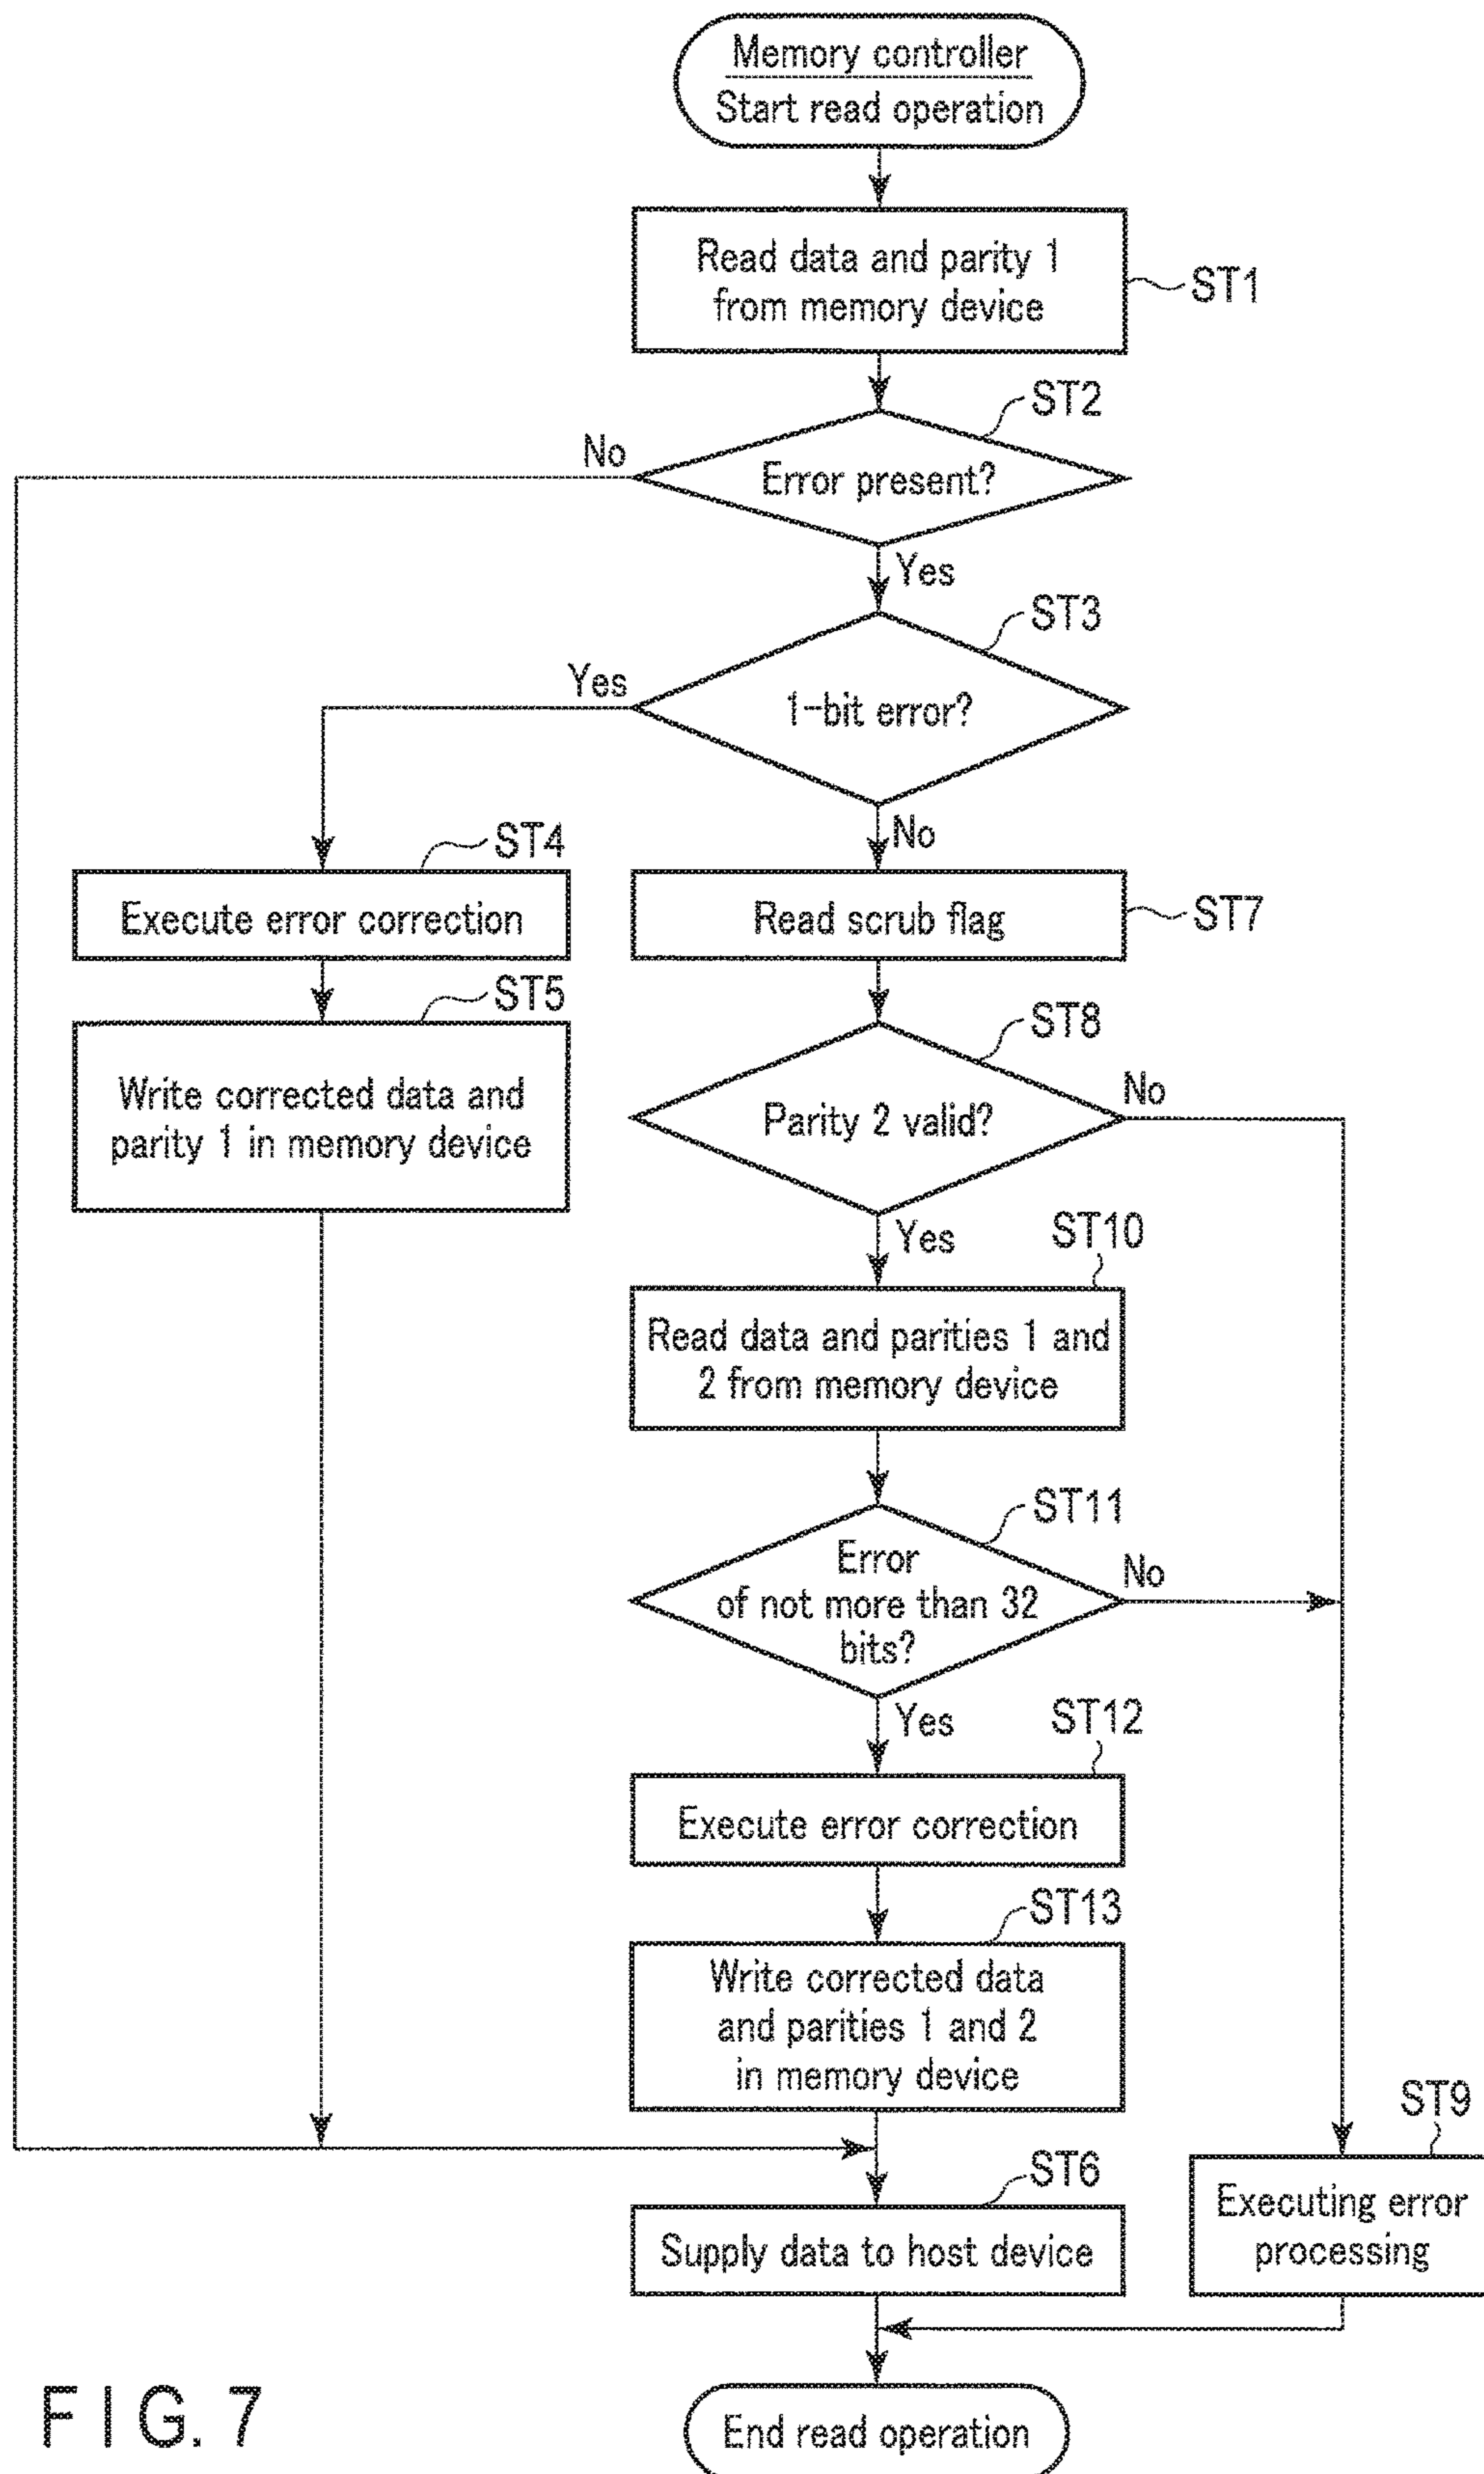 Memory controller
Start read operation
Read data and parity 1
from memory device
ST1
ST2
No
Error present?
Yes
ST3
Yes
1-bit error?
No
ST4
Execute error correction
Read scrub flag
ST7
ST5
Write corrected data and
parity 1 in memory device
ST8
No
Parity 2 valid?
Yes
ST10
Read data and parities 1 and
2 from memory device
ST11
Error
of not more than 32
bits?
No
Yes
ST12
Execute error correction
ST13
Write corrected data
and parities 1 and 2
in memory device
ST9
ST6
Executing error
processing
Supply data to host device
End read operation
FIG. 7